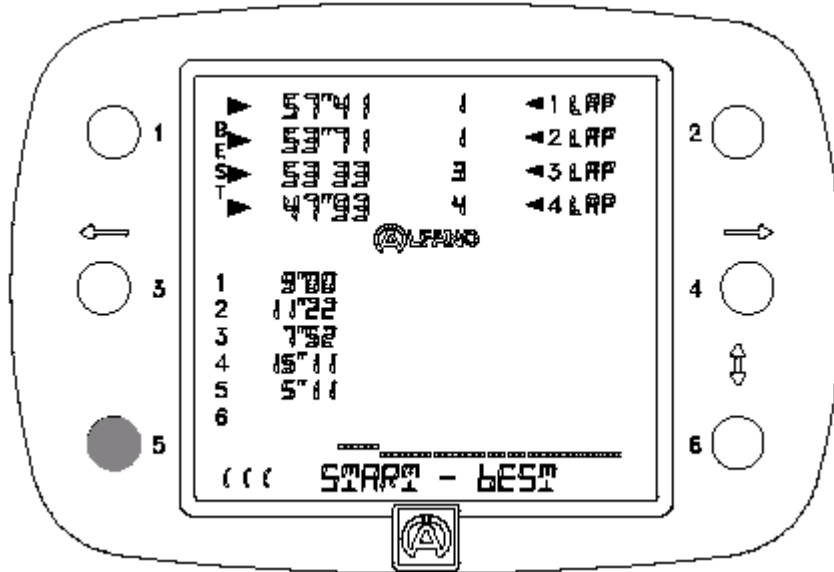 1 57"41 1 ◄1 LAP 2
BEST
53"71 1 ◄2 LAP
53 33 3 ◄3 LAP
47"93 4 ◄4 LAP
ALFANO
3 4
1 9"00
2 11"22
3 7"52
4 15"11
5 5"11
6
5 6
((( START - bEST